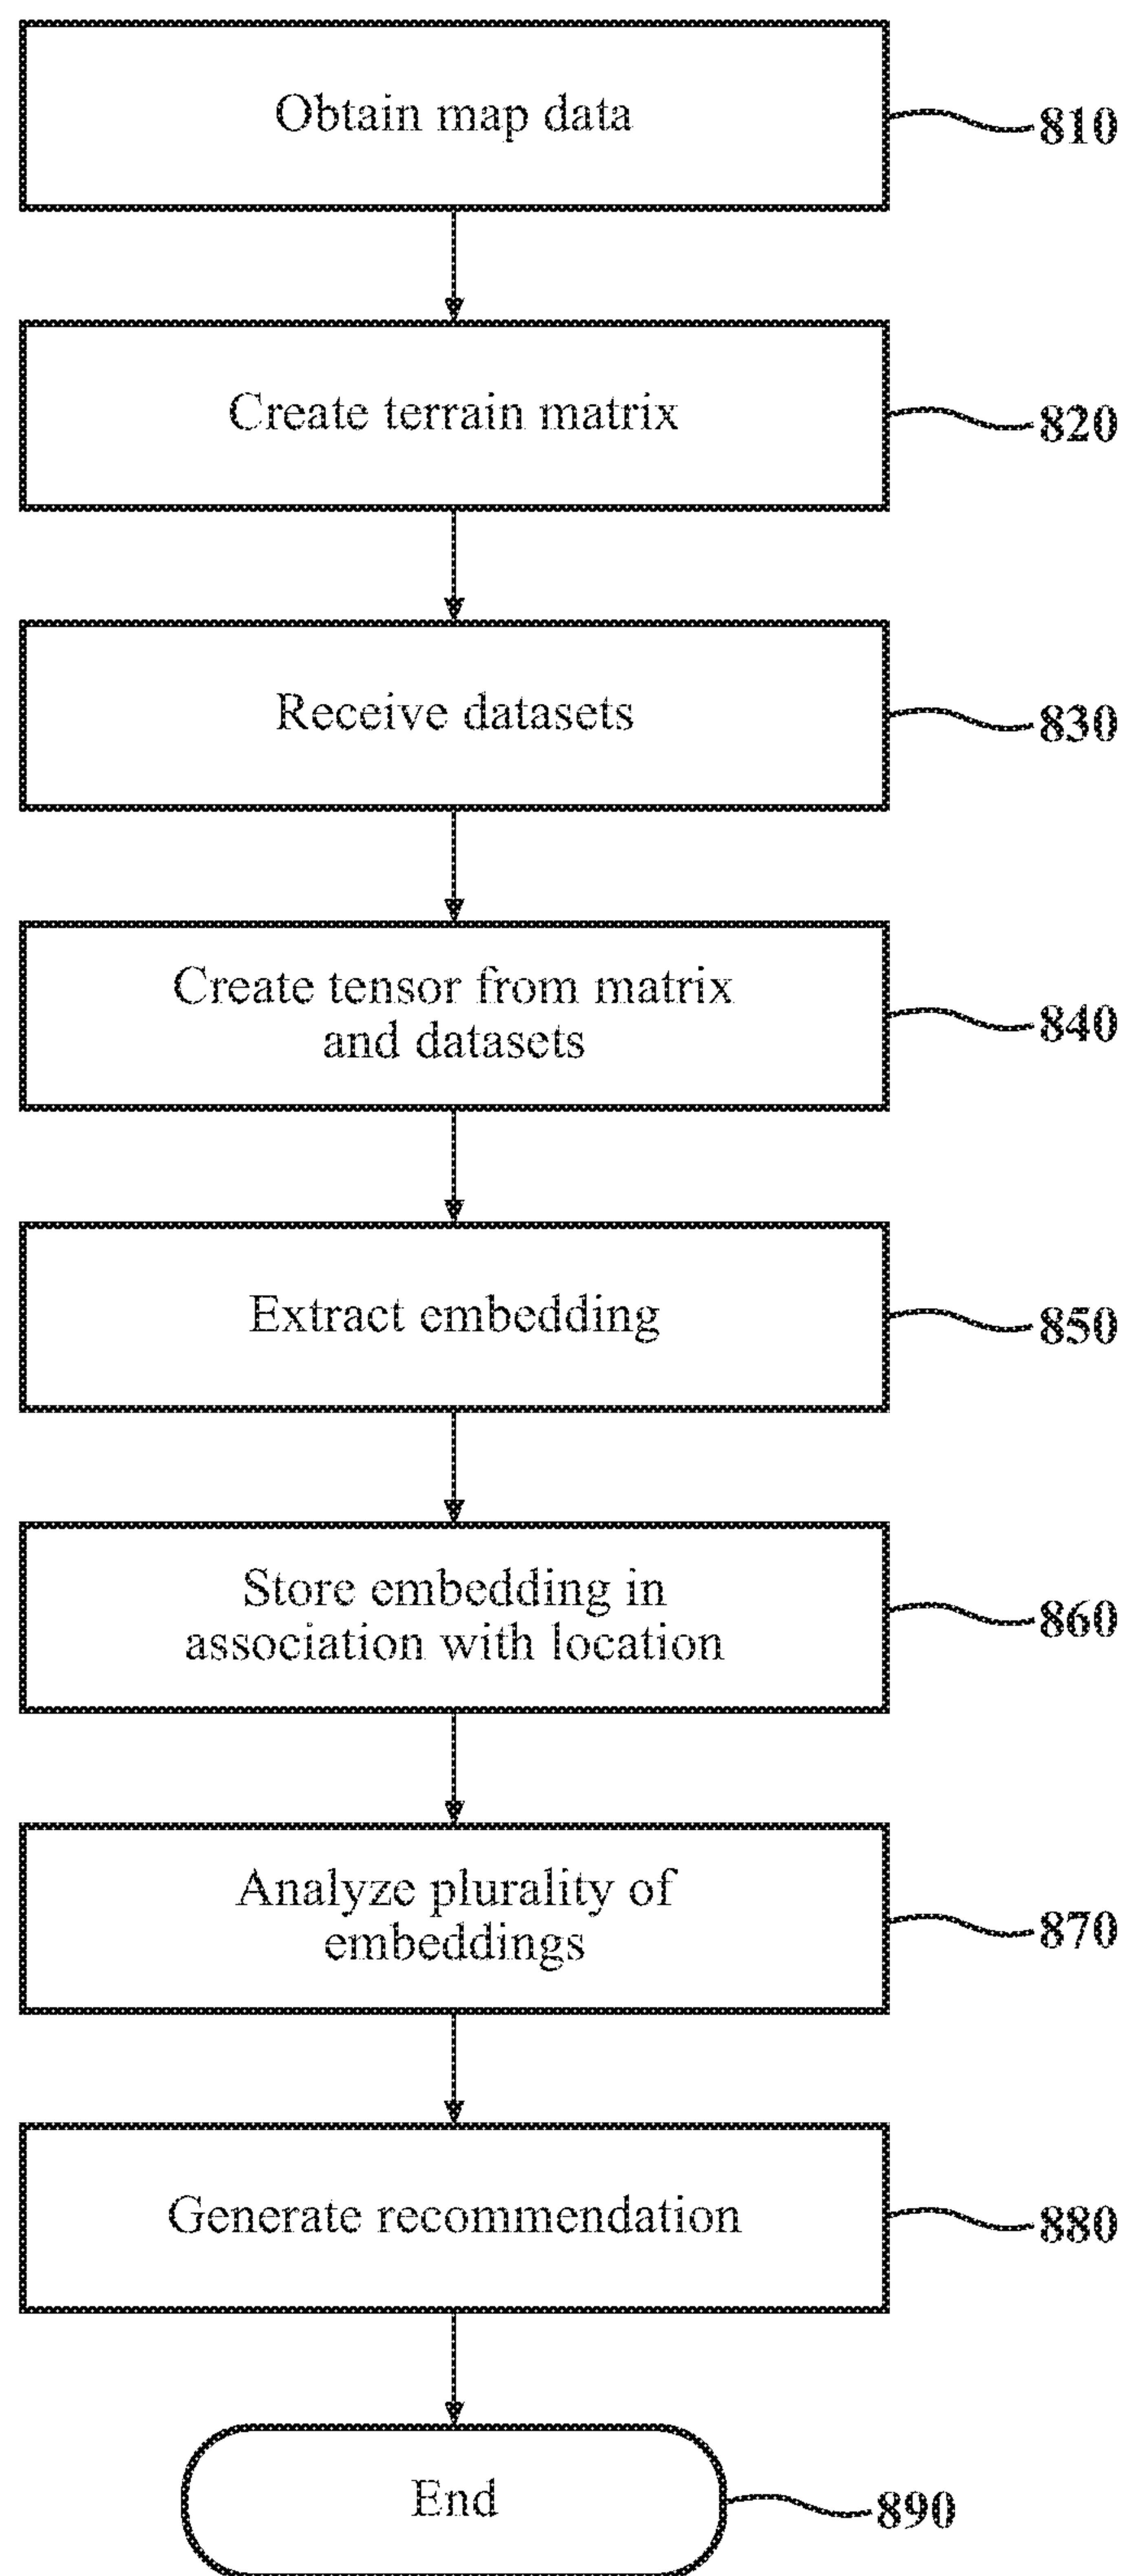 Obtain map data
810
Create terrain matrix
820
Receive datasets
830
Create tensor from matrix
and datasets
840
Extract embedding
850
Store embedding in
association with location
860
Analyze plurality of
embeddings
870
Generate recommendation
880
End
890